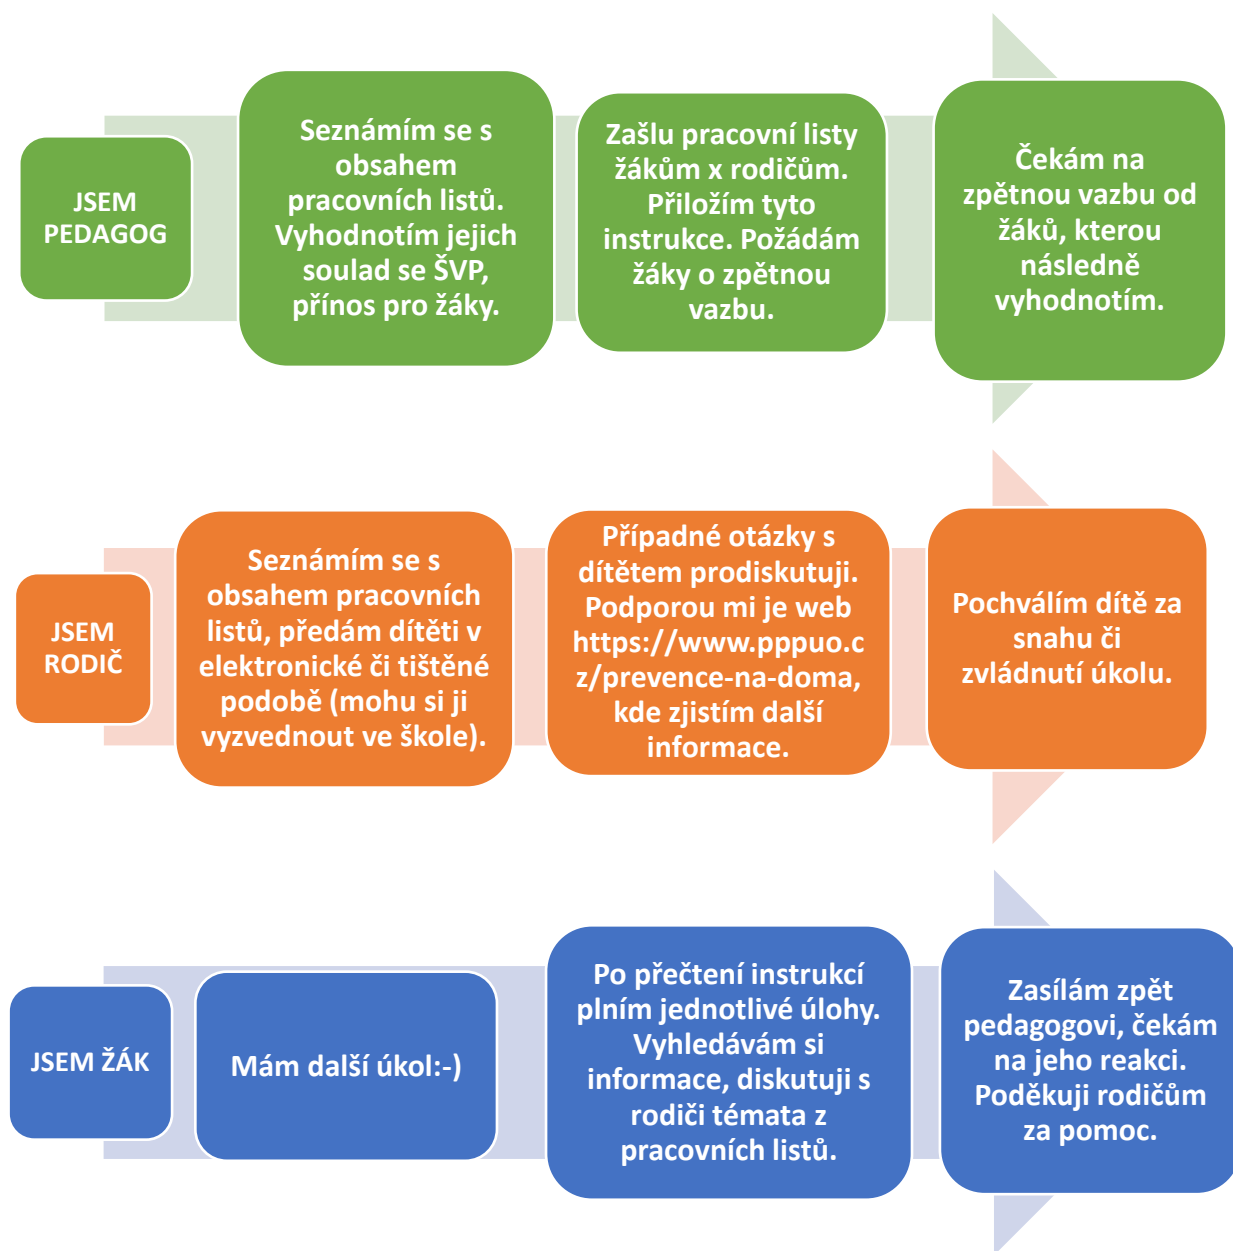 JSEM
PEDAGOG
Seznámím se s
obsahem
pracovních listů.
Vyhodnotím jejich
soulad se ŠVP,
přínos pro žáky.
Zašlu pracovní listy
žákům x rodičům.
Přiložím tyto
instrukce. Požádám
žáky o zpětnou
vazbu.
Čekám na
zpětnou vazbu od
žáků, kterou
následně
vyhodnotím.
JSEM
RODIČ
Seznámím se s
obsahem pracovních
listů, předám dítěti v
elektronické či tištěné
podobě (mohu si ji
vyzvednout ve škole).
Případné otázky s
dítětem prodiskutuji.
Podporou mi je web
https://www.pppuo.c
z/prevence-na-doma,
kde zjistím další
informace.
Pochválím dítě za
snahu či
zvládnutí úkolu.
JSEM ŽÁK
Mám další úkol:-)
Po přečtení instrukcí
plním jednotlivé úlohy.
Vyhledávám si
informace, diskutuji s
rodiči témata z
pracovních listů.
Zasílám zpět
pedagogovi, čekám
na jeho reakci.
Poděkuji rodičům
za pomoc.